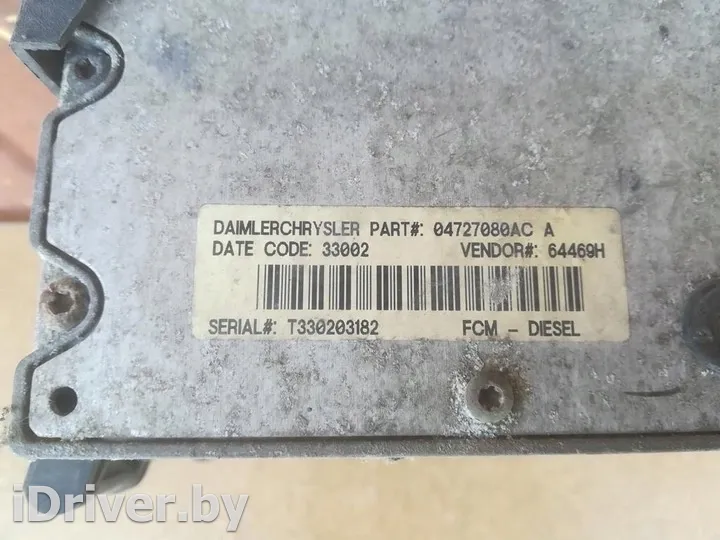 DAIMLERCHRYSLER PART#: 04727080AC A
DATE CODE: 33002 VENDOR#: 64469H
SERIAL#: T330203182 FCM - DIESEL
iDriver.by